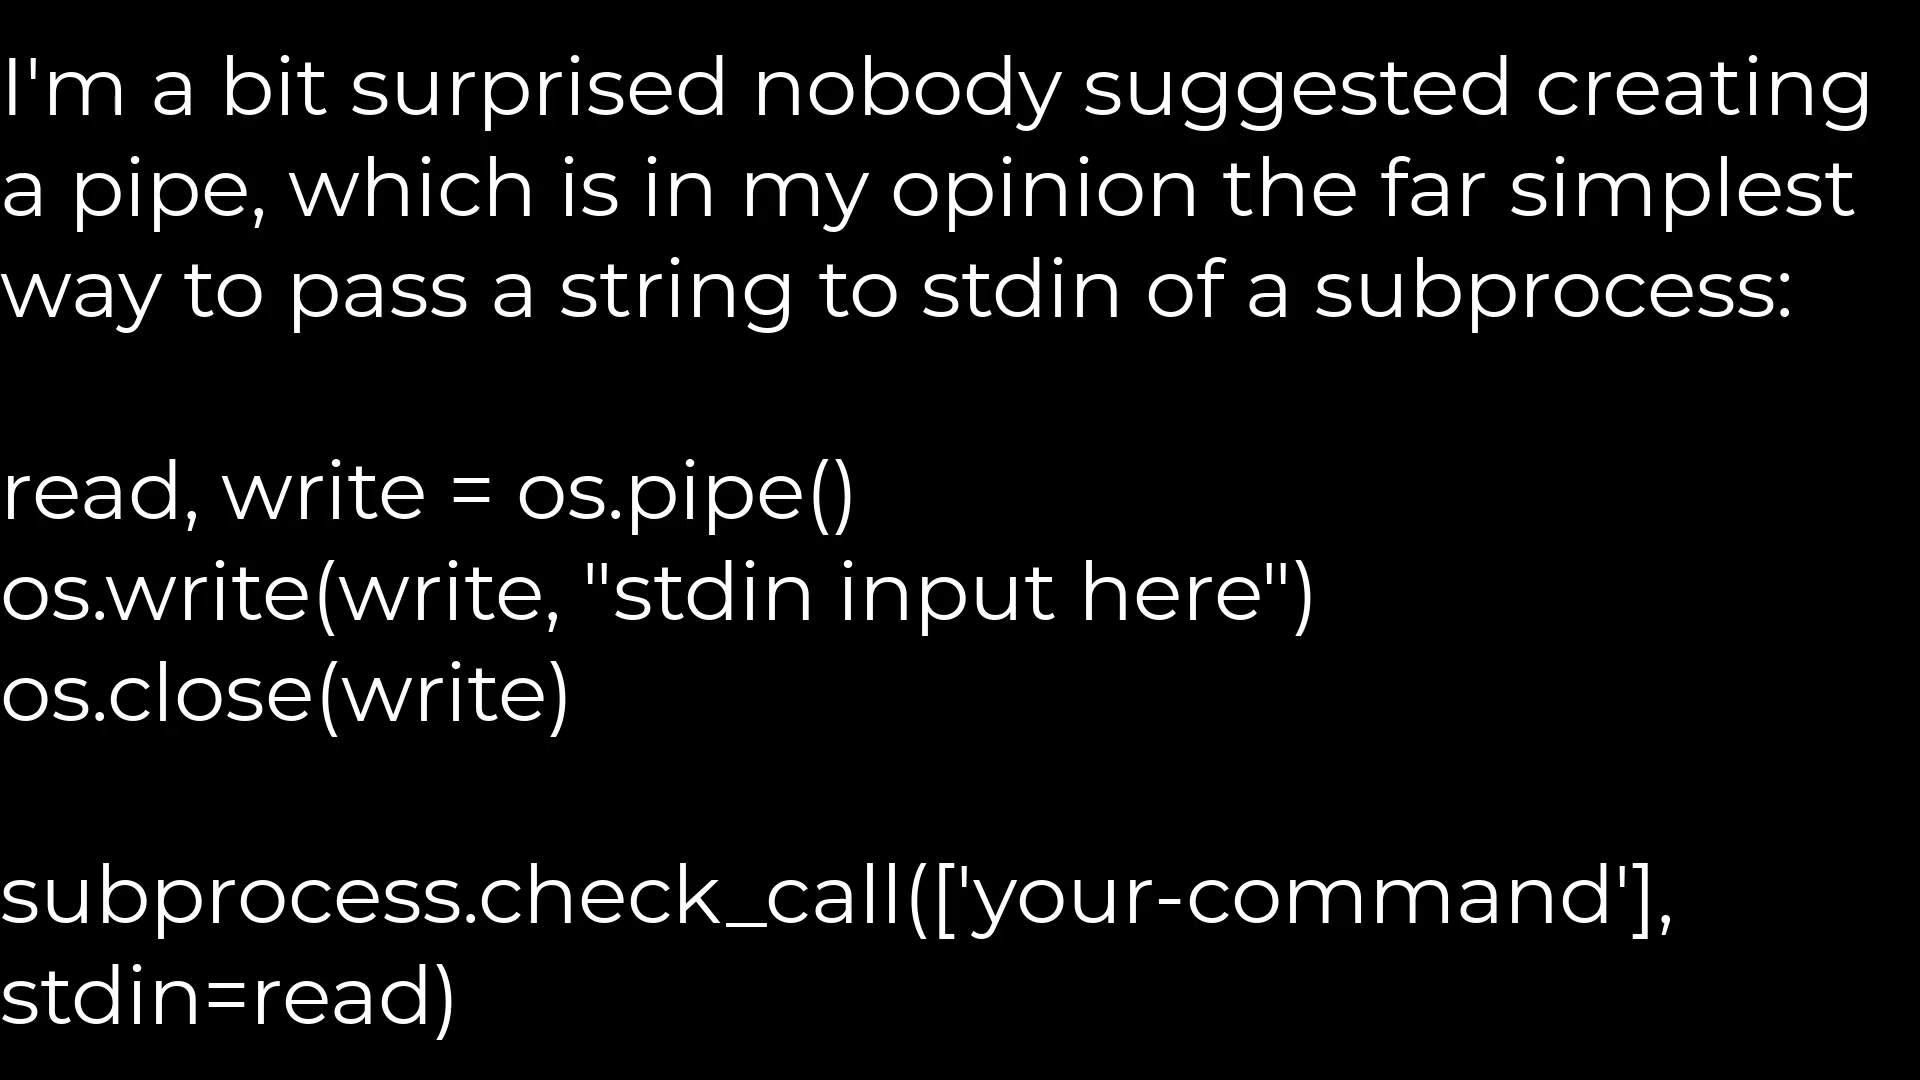 I'm a bit surprised nobody suggested creating
a pipe, which is in my opinion the far simplest
way to pass a string to stdin of a subprocess:
read, write = os.pipe()
os.write(write, "stdin input here")
os.close(write)
subprocess.check_call(['your-command'],
stdin=read)